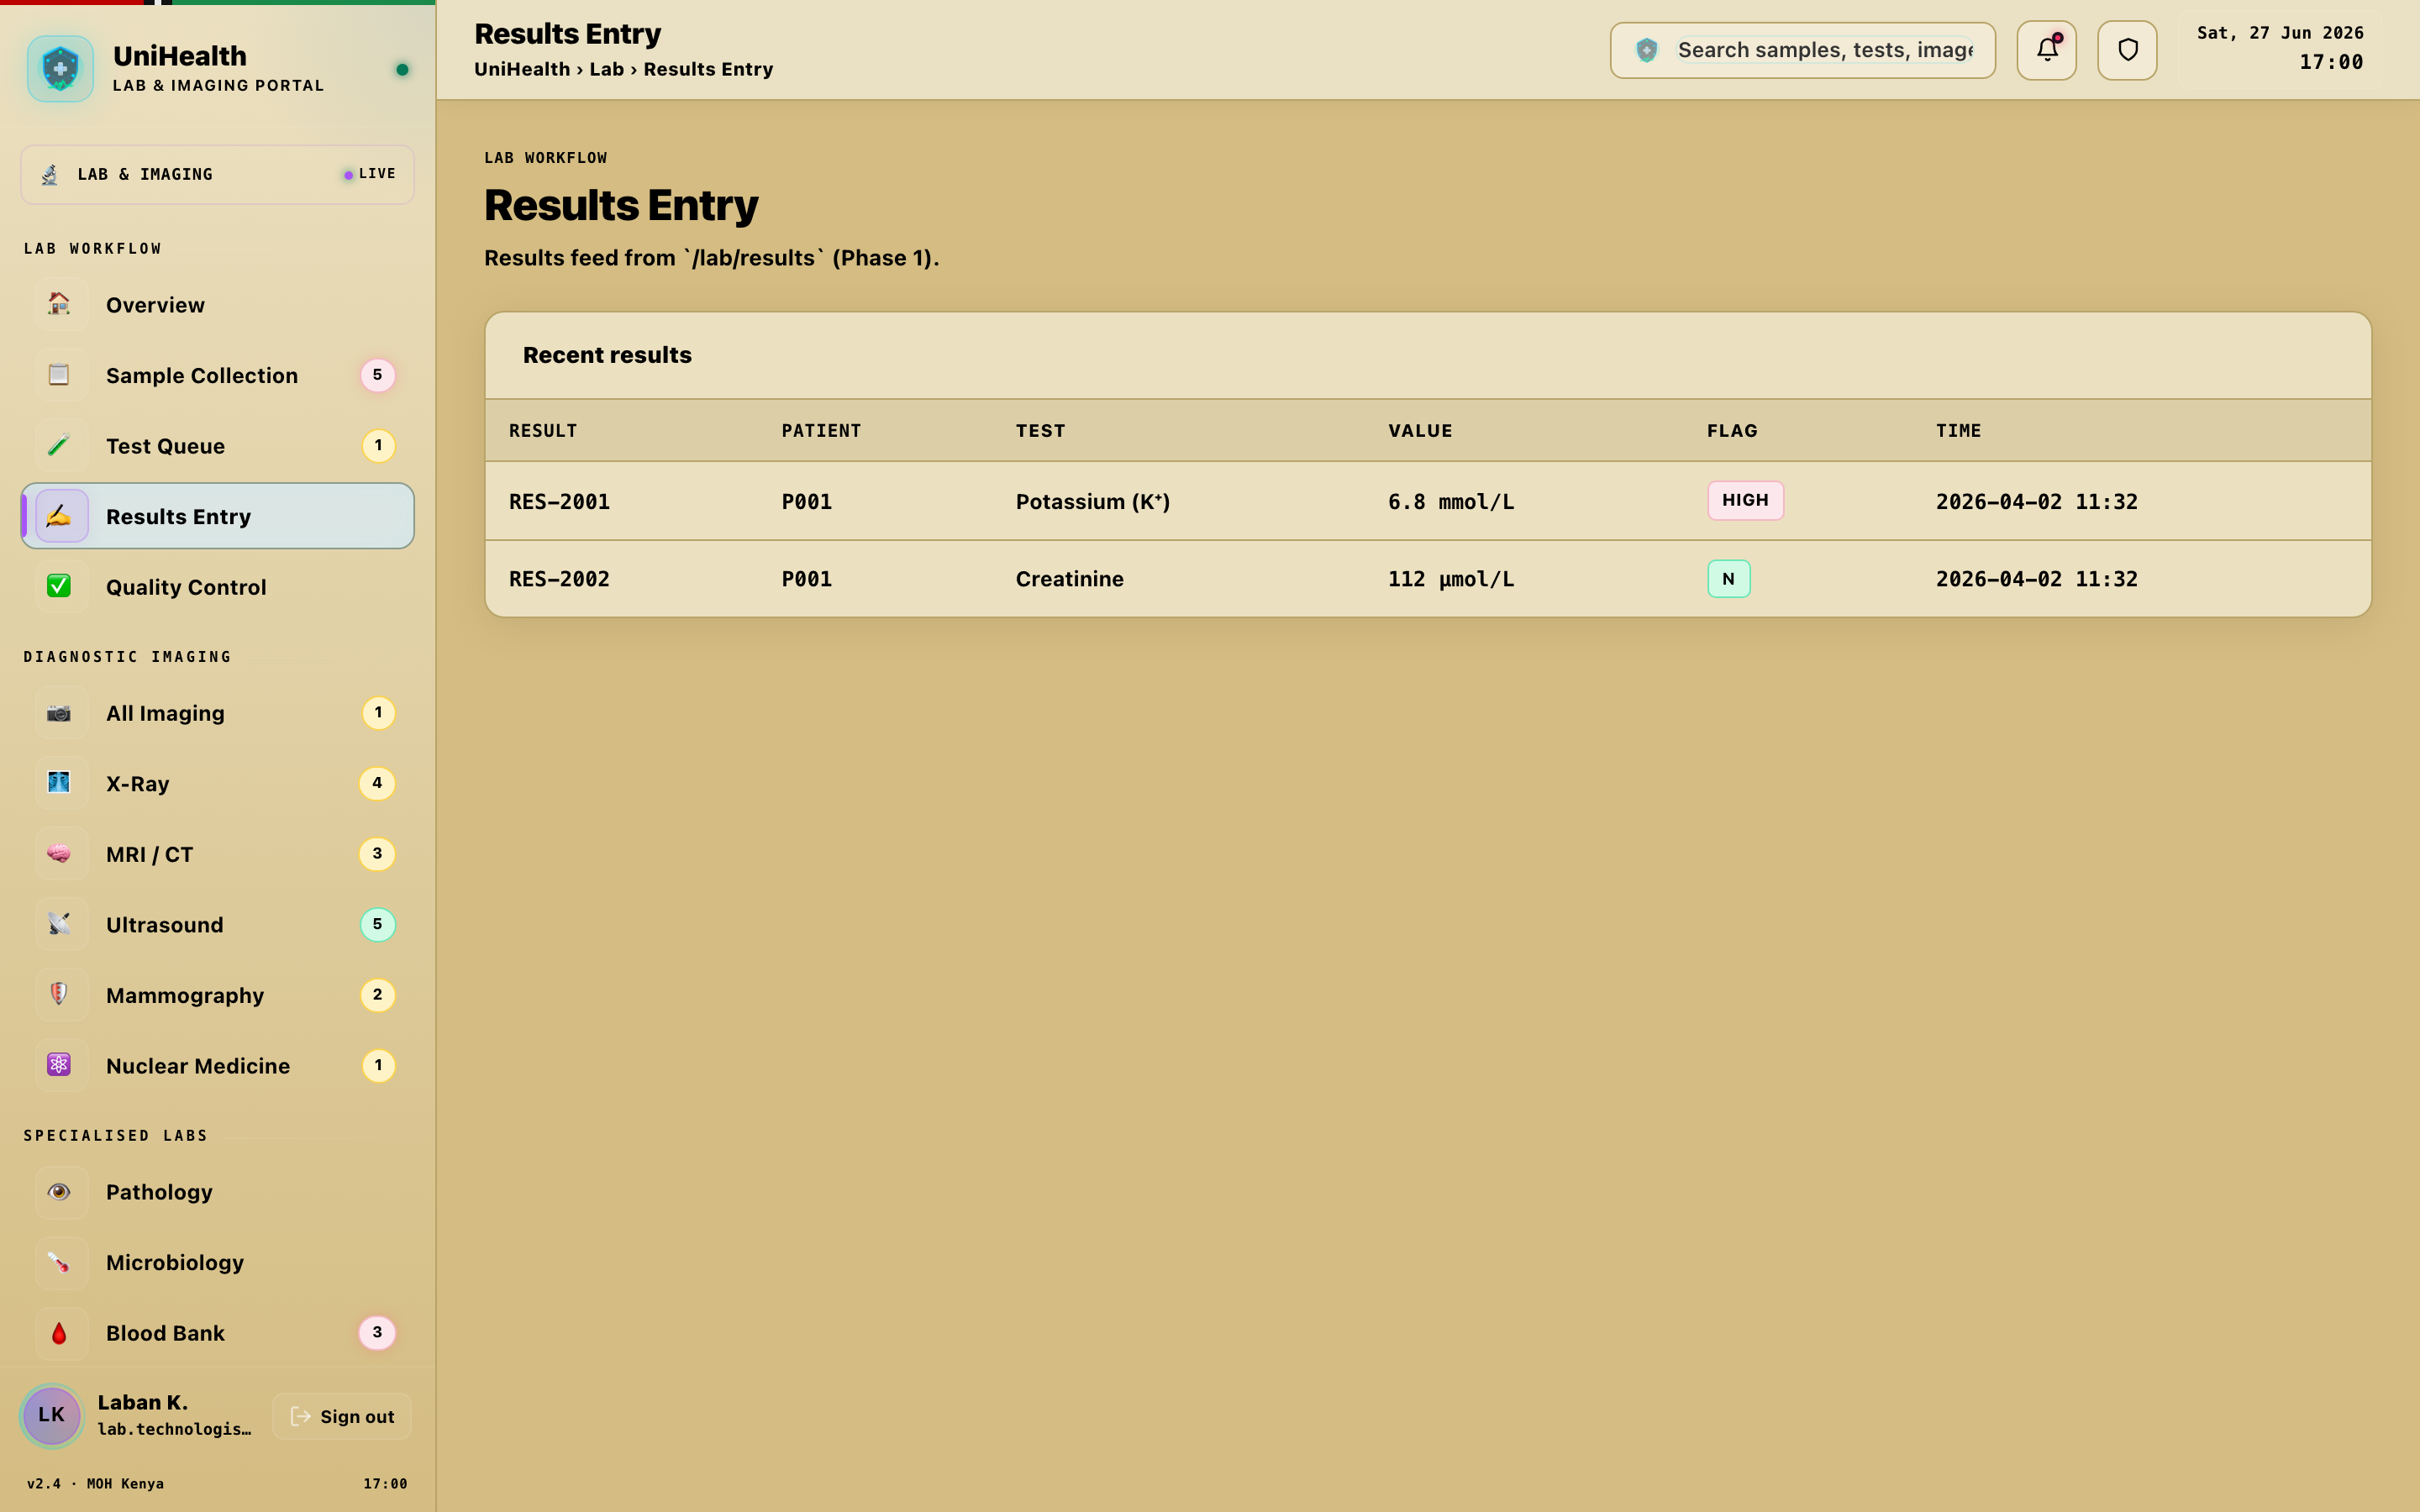 UniHealth
LAB & IMAGING PORTAL
LAB & IMAGING
LIVE
LAB WORKFLOW
Overview
Sample Collection 5
Test Queue 1
Results Entry
Quality Control
DIAGNOSTIC IMAGING
All Imaging 1
X-Ray 4
MRI / CT 3
Ultrasound 5
Mammography 2
Nuclear Medicine 1
SPECIALISED LABS
Pathology
Microbiology
Blood Bank 3
LK
Laban K.
lab.technologis…
Sign out
v2.4 · MOH Kenya 17:00
Results Entry
UniHealth › Lab › Results Entry
Search samples, tests, image
Sat, 27 Jun 2026
17:00
LAB WORKFLOW
Results Entry
Results feed from `/lab/results` (Phase 1).
Recent results
RESULT PATIENT TEST VALUE FLAG TIME
RES-2001 P001 Potassium (K⁺) 6.8 mmol/L HIGH 2026-04-02 11:32
RES-2002 P001 Creatinine 112 µmol/L N 2026-04-02 11:32